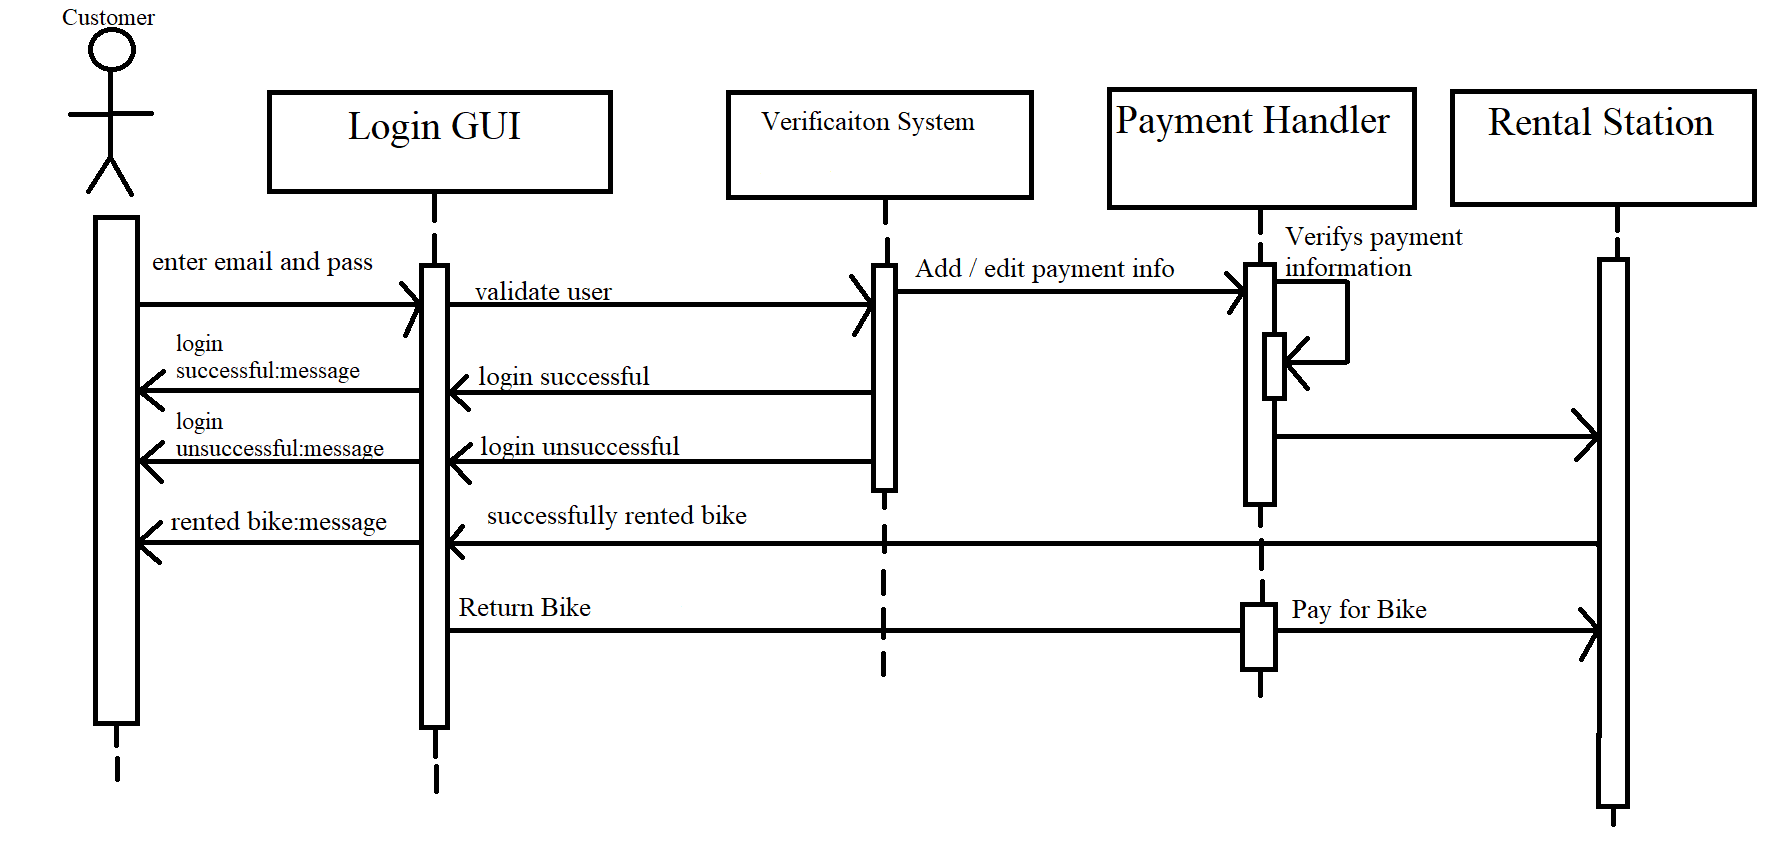 Customer
Login GUI
Verificaiton System
Payment Handler
Rental Station
enter email and pass
validate user
Add / edit payment info
Verifys payment
information
login
successful:message
login successful
login
unsuccessful:message
login unsuccessful
rented bike:message
successfully rented bike
Return Bike
Pay for Bike